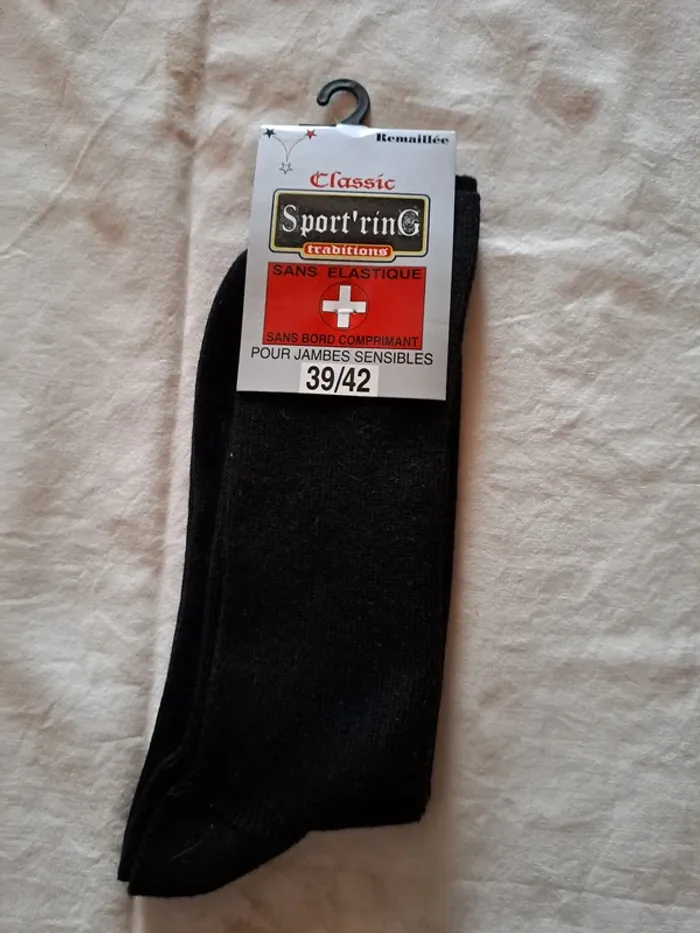 Remaillée
Classic
Sport'rinG
traditions
SANS ELASTIQUE
SANS BORD COMPRIMANT
POUR JAMBES SENSIBLES
39/42